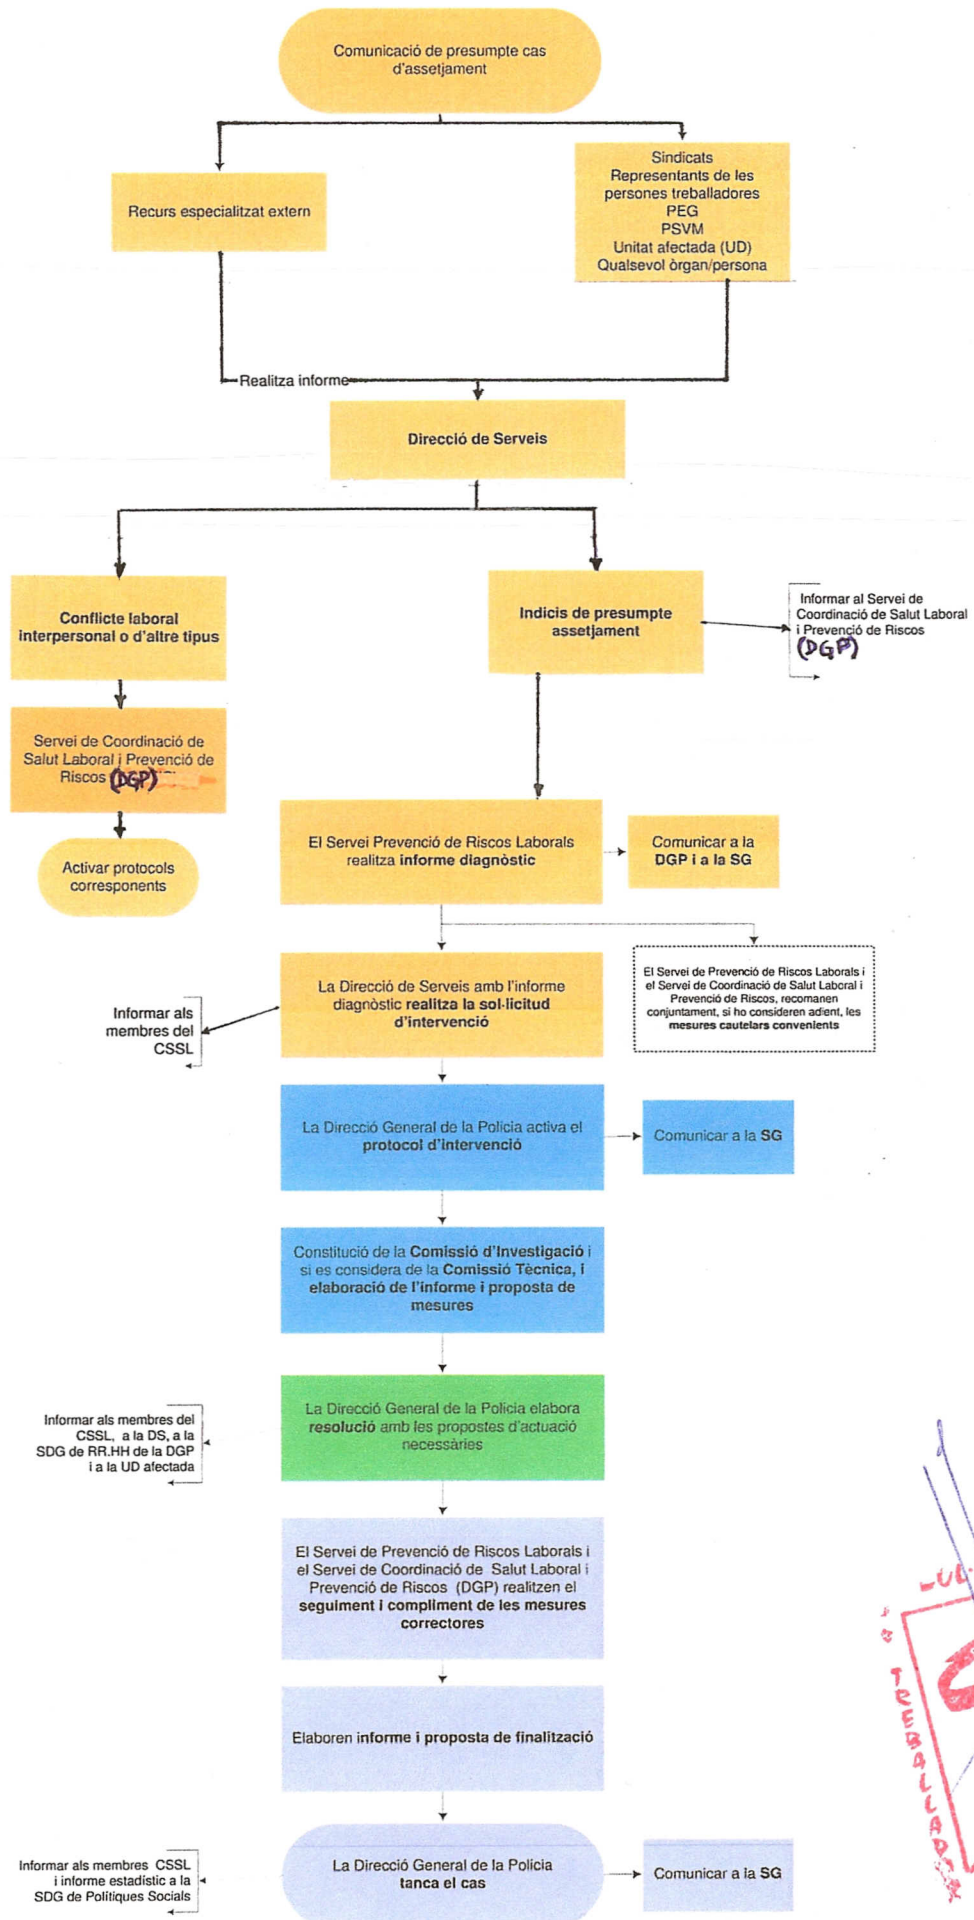 Comunicació de presumpte cas
d'assetjament
Recurs especialitzat extern
Sindicats
Representants de les
persones treballadores
PEG
PSVM
Unitat afectada (UD)
Qualsevol òrgan/persona
Realitza informe
Direcció de Serveis
Conflicte laboral
interpersonal o d'altre tipus
Indicis de presumpte
assetjament
Informar al Servei de
Coordinació de Salut Laboral
i Prevenció de Riscos
(DGP)
Servei de Coordinació de
Salut Laboral i Prevenció de
Riscos (DGP)
Activar protocols
corresponents
El Servei Prevenció de Riscos Laborals
realitza informe diagnòstic
Comunicar a la
DGP i a la SG
La Direcció de Serveis amb l'informe
diagnòstic realitza la sol·licitud
d'intervenció
El Servei de Prevenció de Riscos Laborals i
el Servei de Coordinació de Salut Laboral i
Prevenció de Riscos, recomanen
conjuntament, si ho consideren adient, les
mesures cautelars convenients
Informar als
membres del
CSSL
La Direcció General de la Policia activa el
protocol d'intervenció
Comunicar a la SG
Constitució de la Comissió d'Investigació i
si es considera de la Comissió Tècnica, i
elaboració de l'informe i proposta de
mesures
La Direcció General de la Policia elabora
resolució amb les propostes d'actuació
necessàries
Informar als membres del
CSSL, a la DS, a la
SDG de RR.HH de la DGP
i a la UD afectada
El Servei de Prevenció de Riscos Laborals i
el Servei de Coordinació de Salut Laboral i
Prevenció de Riscos (DGP) realitzen el
seguiment i compliment de les mesures
correctores
Elaboren informe i proposta de finalització
La Direcció General de la Policia
tanca el cas
Comunicar a la SG
Informar als membres CSSL
i informe estadístic a la
SDG de Polítiques Socials